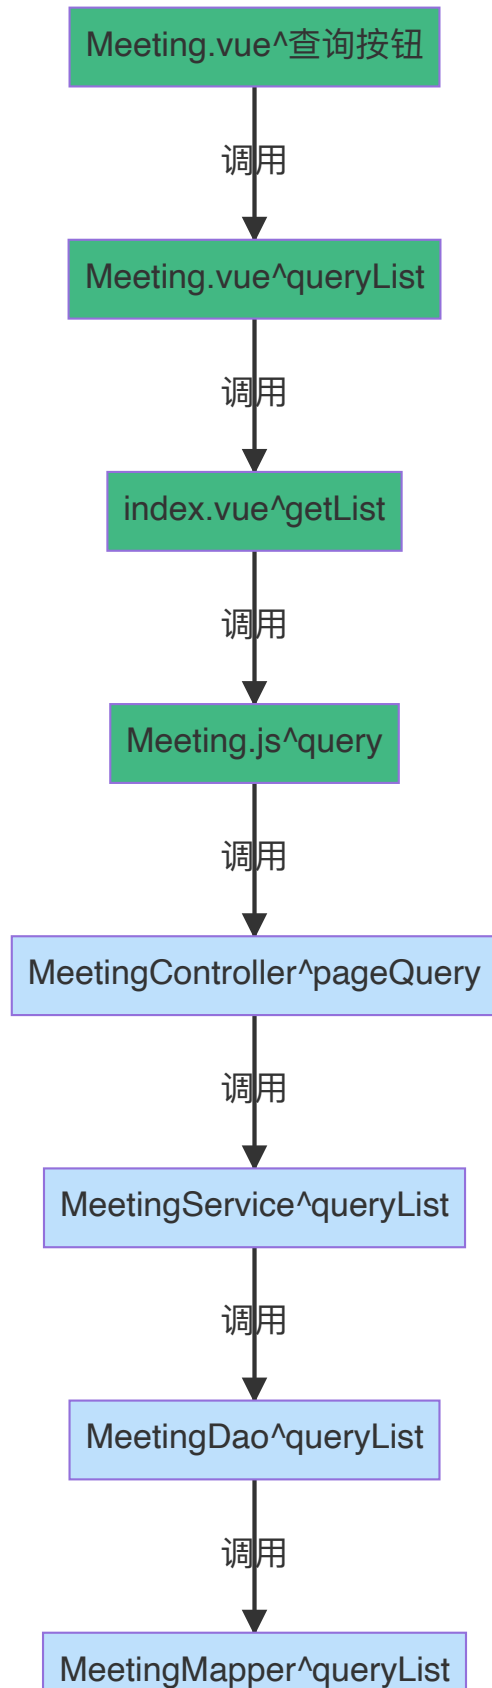 Meeting.vue^查询按钮
调用
Meeting.vue^queryList
调用
index.vue^getList
调用
Meeting.js^query
调用
MeetingController^pageQuery
调用
MeetingService^queryList
调用
MeetingDao^queryList
调用
MeetingMapper^queryList